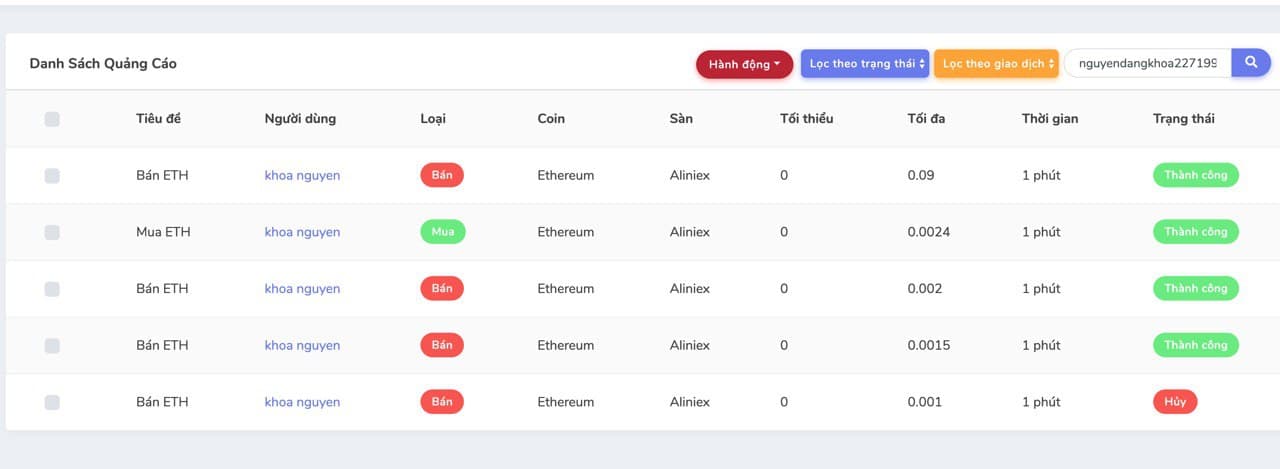 Danh Sách Quảng Cáo Hành động Lọc theo trạng thái Lọc theo giao dịch nguyendangkhoa227199
Tiêu đề Người dùng Loại Coin Sàn Tối thiểu Tối đa Thời gian Trạng thái
Bán ETH khoa nguyen Bán Ethereum Aliniex 0 0.09 1 phút Thành công
Mua ETH khoa nguyen Mua Ethereum Aliniex 0 0.0024 1 phút Thành công
Bán ETH khoa nguyen Bán Ethereum Aliniex 0 0.002 1 phút Thành công
Bán ETH khoa nguyen Bán Ethereum Aliniex 0 0.0015 1 phút Thành công
Bán ETH khoa nguyen Bán Ethereum Aliniex 0 0.001 1 phút Hủy